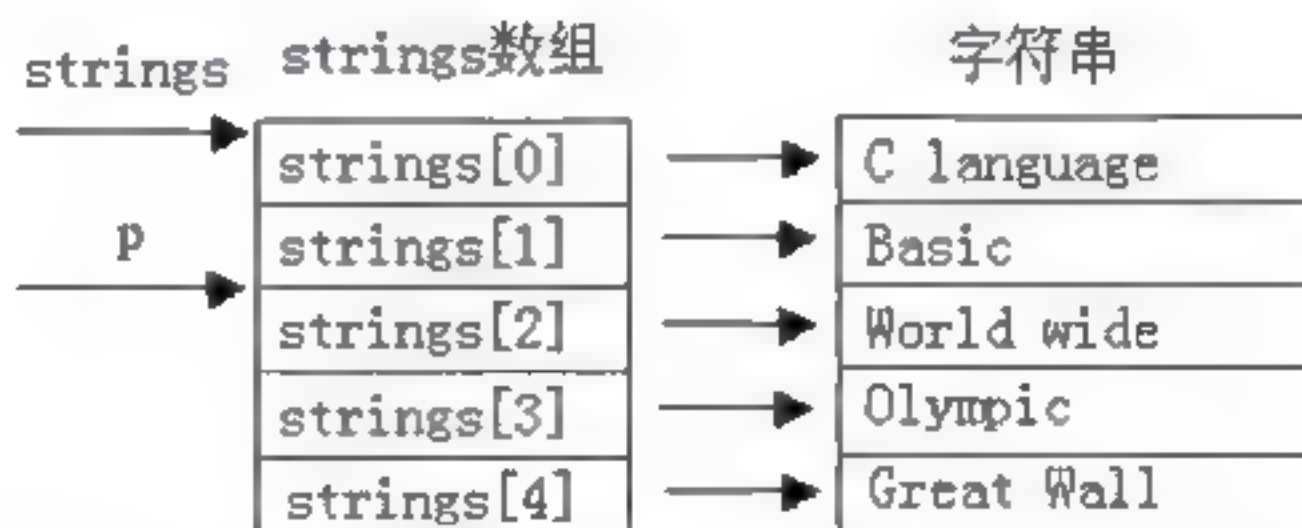 strings strings数组 字符串
strings[0] C language
p strings[1] Basic
strings[2] World wide
strings[3] Olympic
strings[4] Great Wall